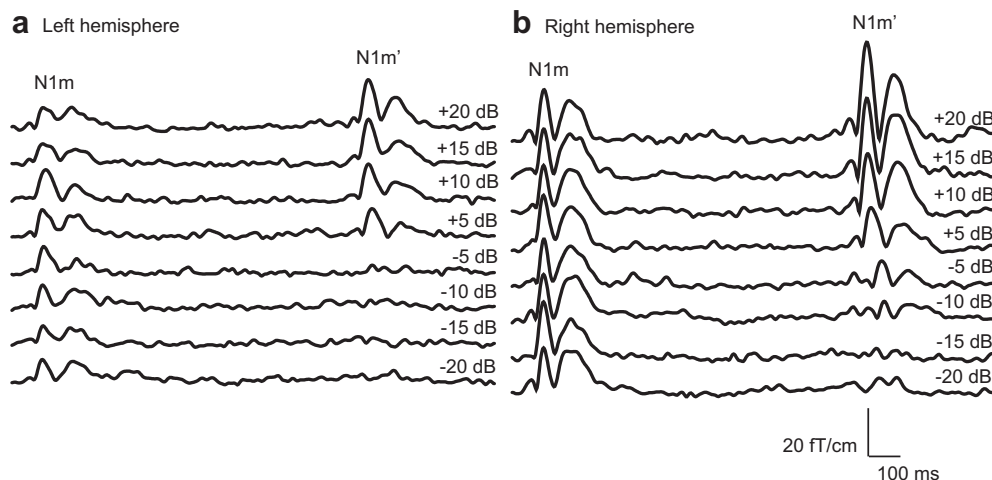 a Left hemisphere
N1m
N1m’
+20 dB
+15 dB
+10 dB
+5 dB
-5 dB
-10 dB
-15 dB
-20 dB
b Right hemisphere
N1m
N1m’
+20 dB
+15 dB
+10 dB
+5 dB
-5 dB
-10 dB
-15 dB
-20 dB
20 fT/cm
100 ms